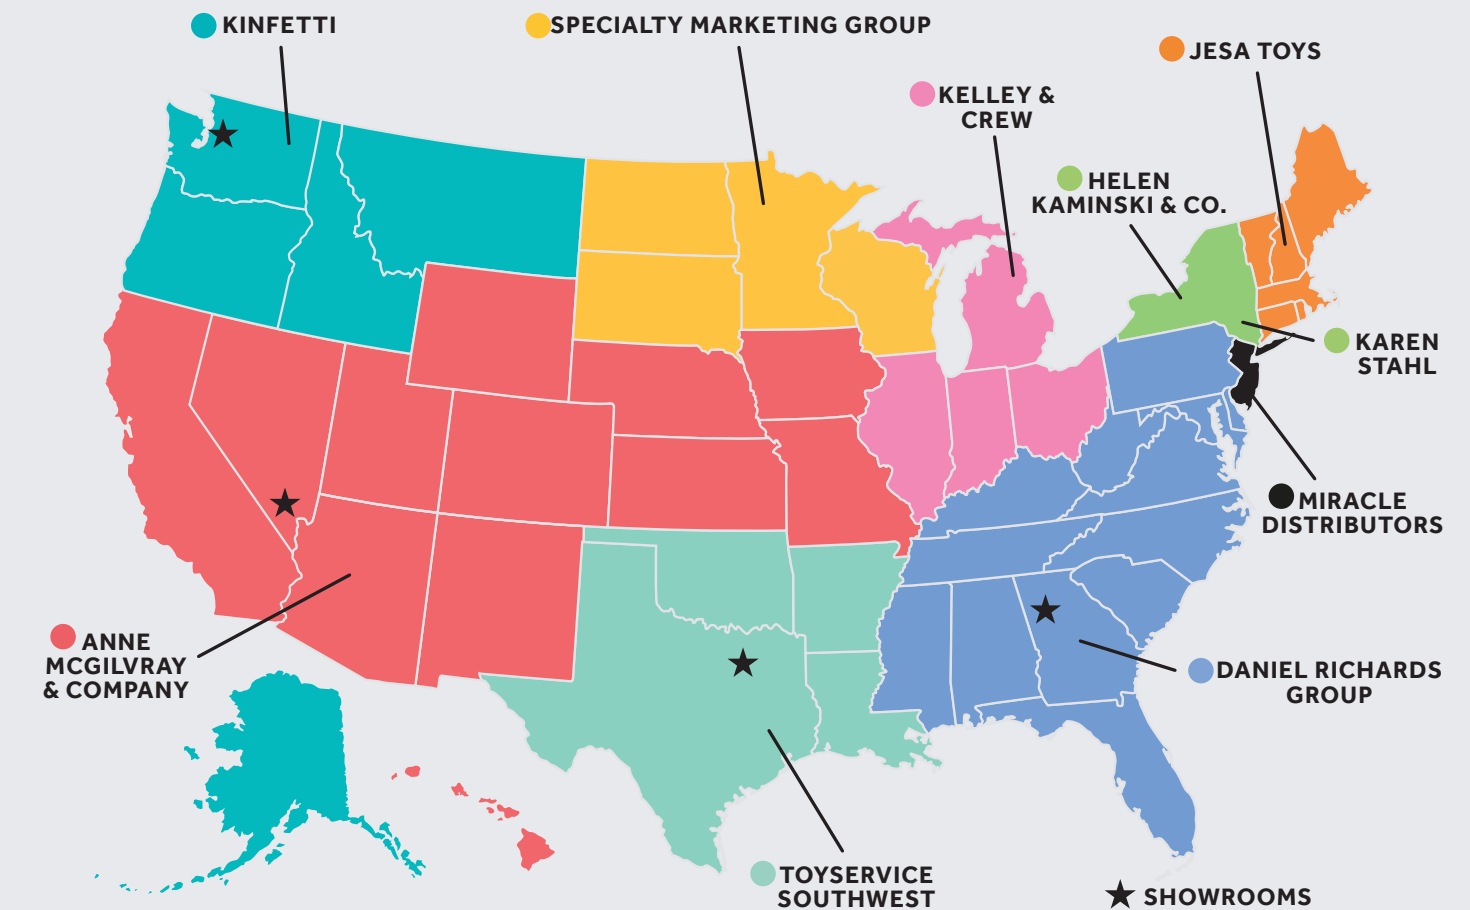 KINFETTI
SPECIALTY MARKETING GROUP
JESA TOYS
KELLEY &
CREW
HELEN
KAMINSKI & CO.
KAREN
STAHL
MIRACLE
DISTRIBUTORS
ANNE
MCGILVRAY
& COMPANY
DANIEL RICHARDS
GROUP
TOYSERVICE
SOUTHWEST
SHOWROOMS